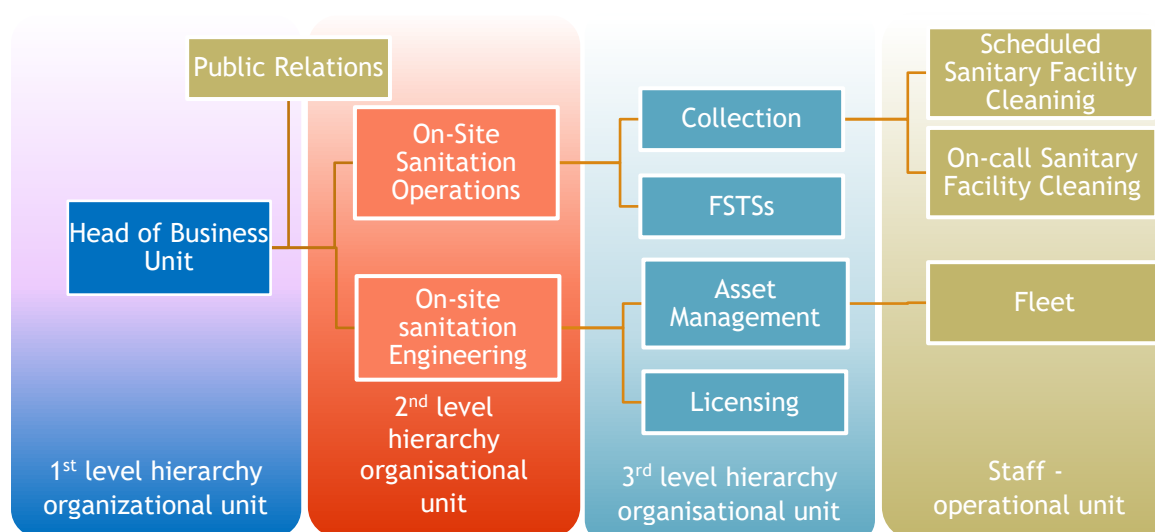 Public Relations
Head of Business
Unit
1st level hierarchy
organizational unit
On-Site
Sanitation
Operations
On-site
sanitation
Engineering
2nd level
hierarchy
organisational
unit
Collection
FSTSs
Asset
Management
Licensing
3rd level hierarchy
organisational unit
Scheduled
Sanitary Facility
Cleaninig
On-call Sanitary
Facility Cleaning
Fleet
Staff -
operational unit